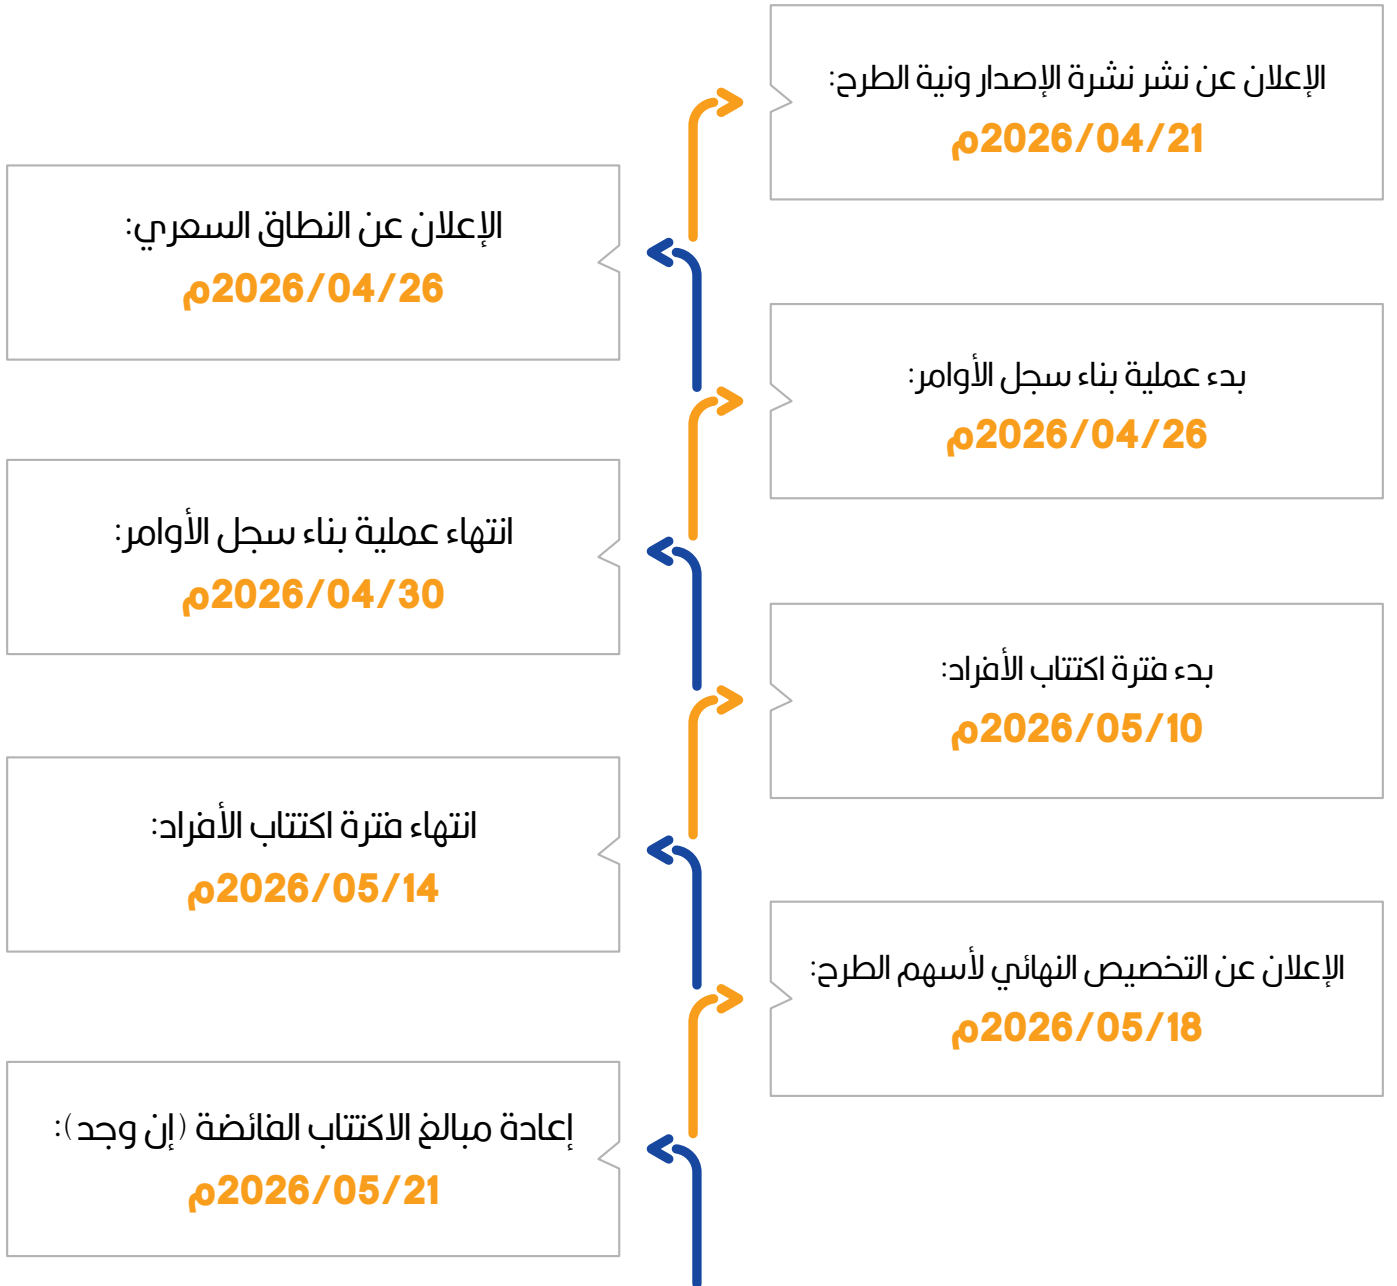 الإعلان عن نشر نشرة الإصدار ونية الطرح:
2026/04/21م
الإعلان عن النطاق السعري:
2026/04/26م
بدء عملية بناء سجل الأوامر:
2026/04/26م
انتهاء عملية بناء سجل الأوامر:
2026/04/30م
بدء فترة اكتتاب الأفراد:
2026/05/10م
انتهاء فترة اكتتاب الأفراد:
2026/05/14م
الإعلان عن التخصيص النهائي لأسهم الطرح:
2026/05/18م
إعادة مبالغ الاكتتاب الفائضة (إن وجد):
2026/05/21م